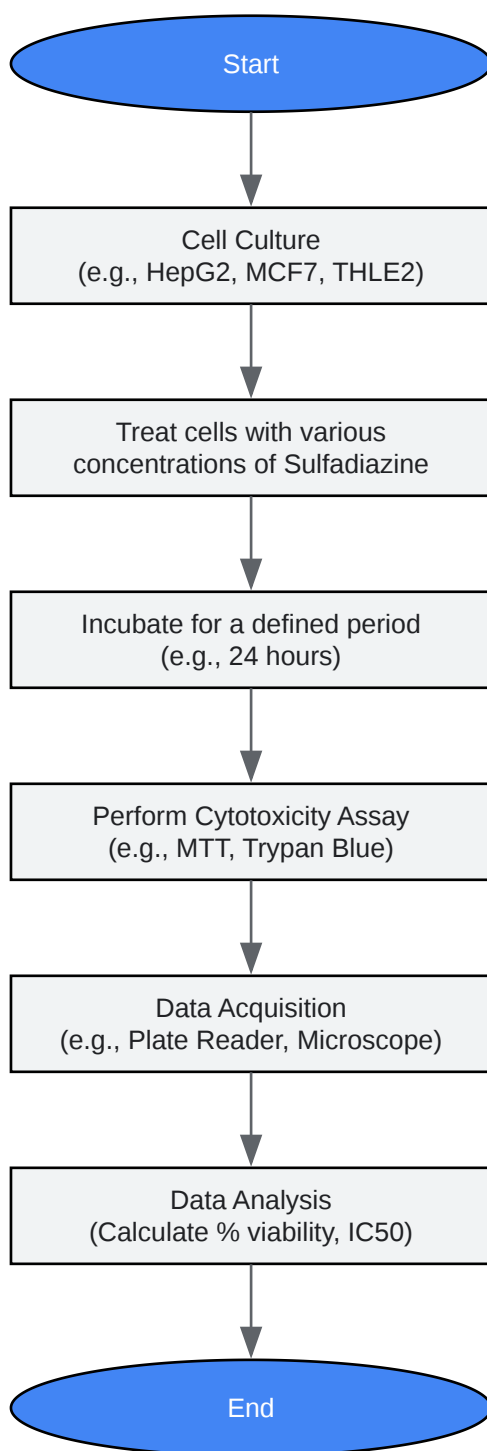 Start
Cell Culture
(e.g., HepG2, MCF7, THLE2)
Treat cells with various
concentrations of Sulfadiazine
Incubate for a defined period
(e.g., 24 hours)
Perform Cytotoxicity Assay
(e.g., MTT, Trypan Blue)
Data Acquisition
(e.g., Plate Reader, Microscope)
Data Analysis
(Calculate % viability, IC50)
End